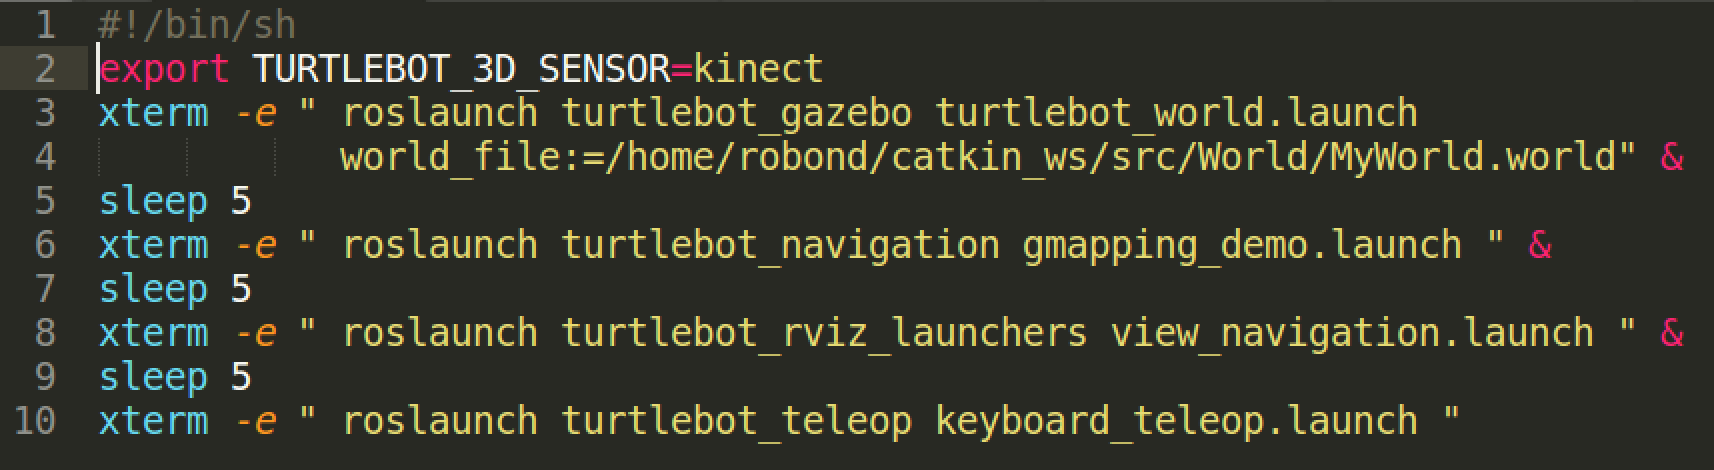 1 #!/bin/sh
2 export TURTLEBOT_3D_SENSOR=kinect
3 xterm -e " roslaunch turtlebot_gazebo turtlebot_world.launch
4            world_file:=/home/robond/catkin_ws/src/World/MyWorld.world" &
5 sleep 5
6 xterm -e " roslaunch turtlebot_navigation gmapping_demo.launch " &
7 sleep 5
8 xterm -e " roslaunch turtlebot_rviz_launchers view_navigation.launch " &
9 sleep 5
10 xterm -e " roslaunch turtlebot_teleop keyboard_teleop.launch "